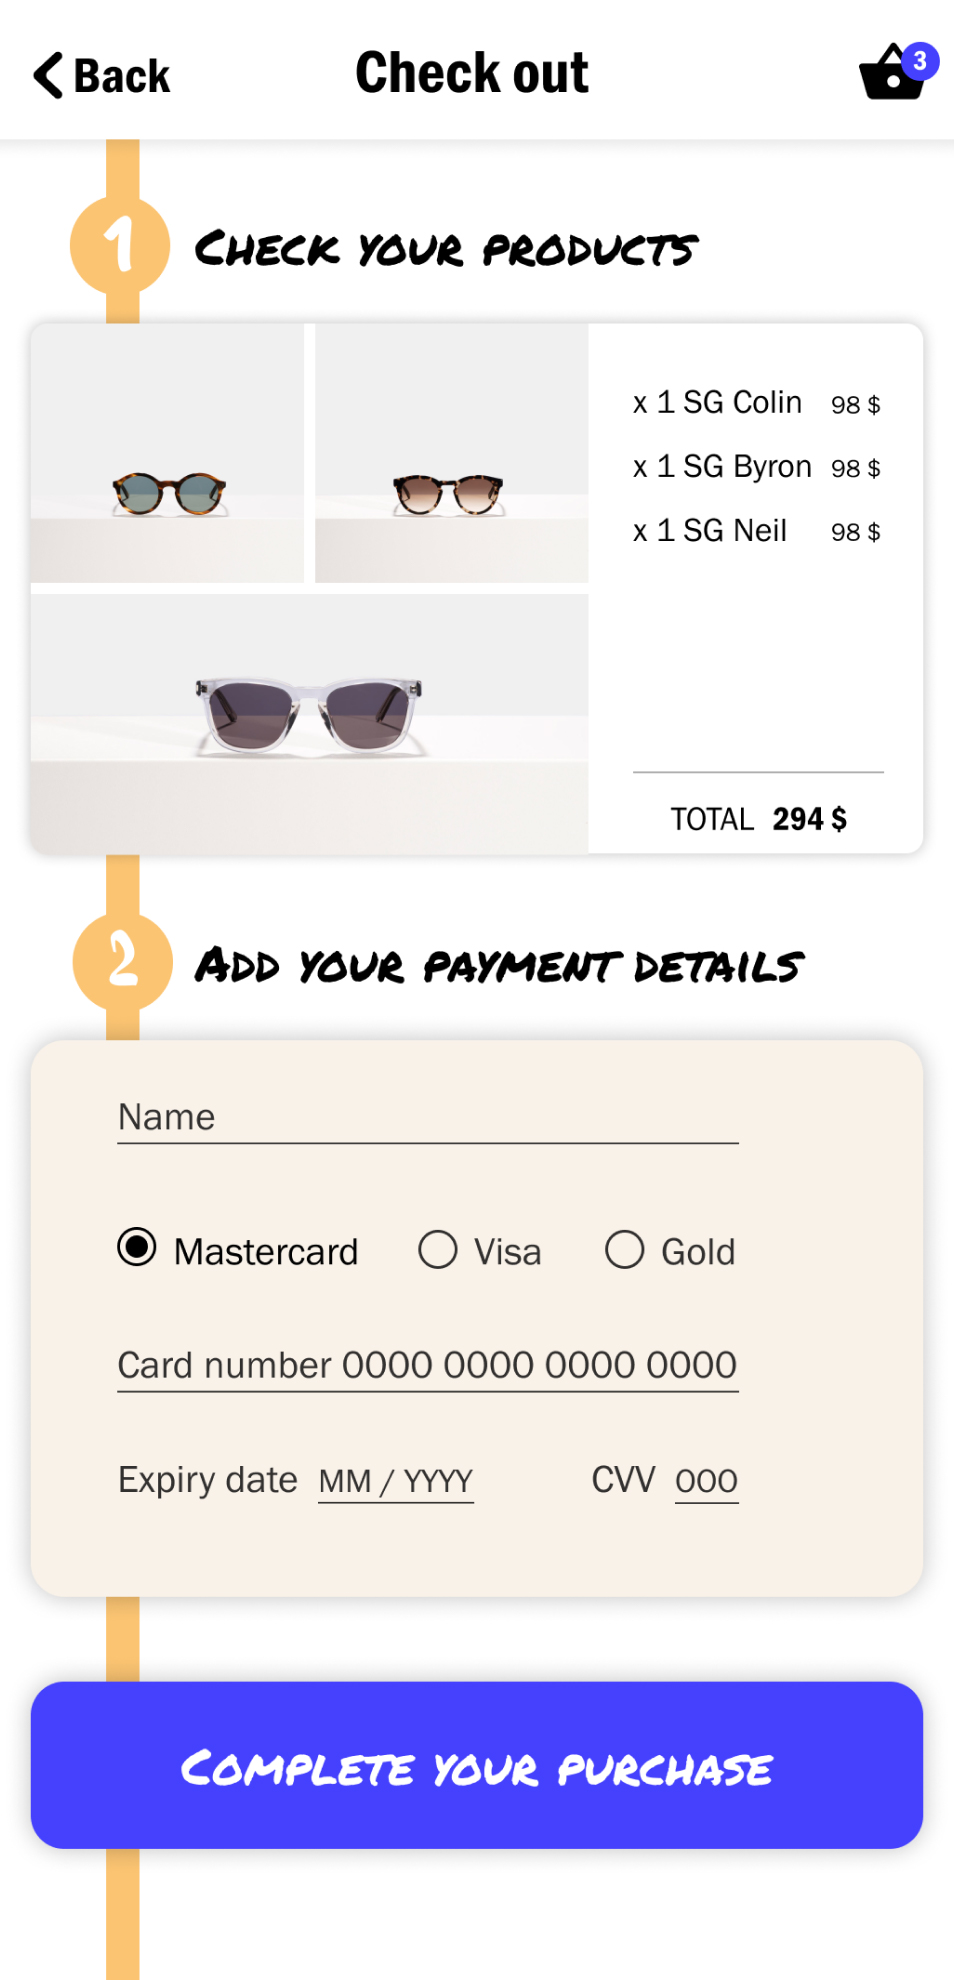 Back
Check out
3
1
Check your products
x 1 SG Colin 98 $
x 1 SG Byron 98 $
x 1 SG Neil 98 $
TOTAL 294 $
2
Add your payment details
Name
Mastercard Visa Gold
Card number 0000 0000 0000 0000
Expiry date MM / YYYY CVV 000
Complete your purchase